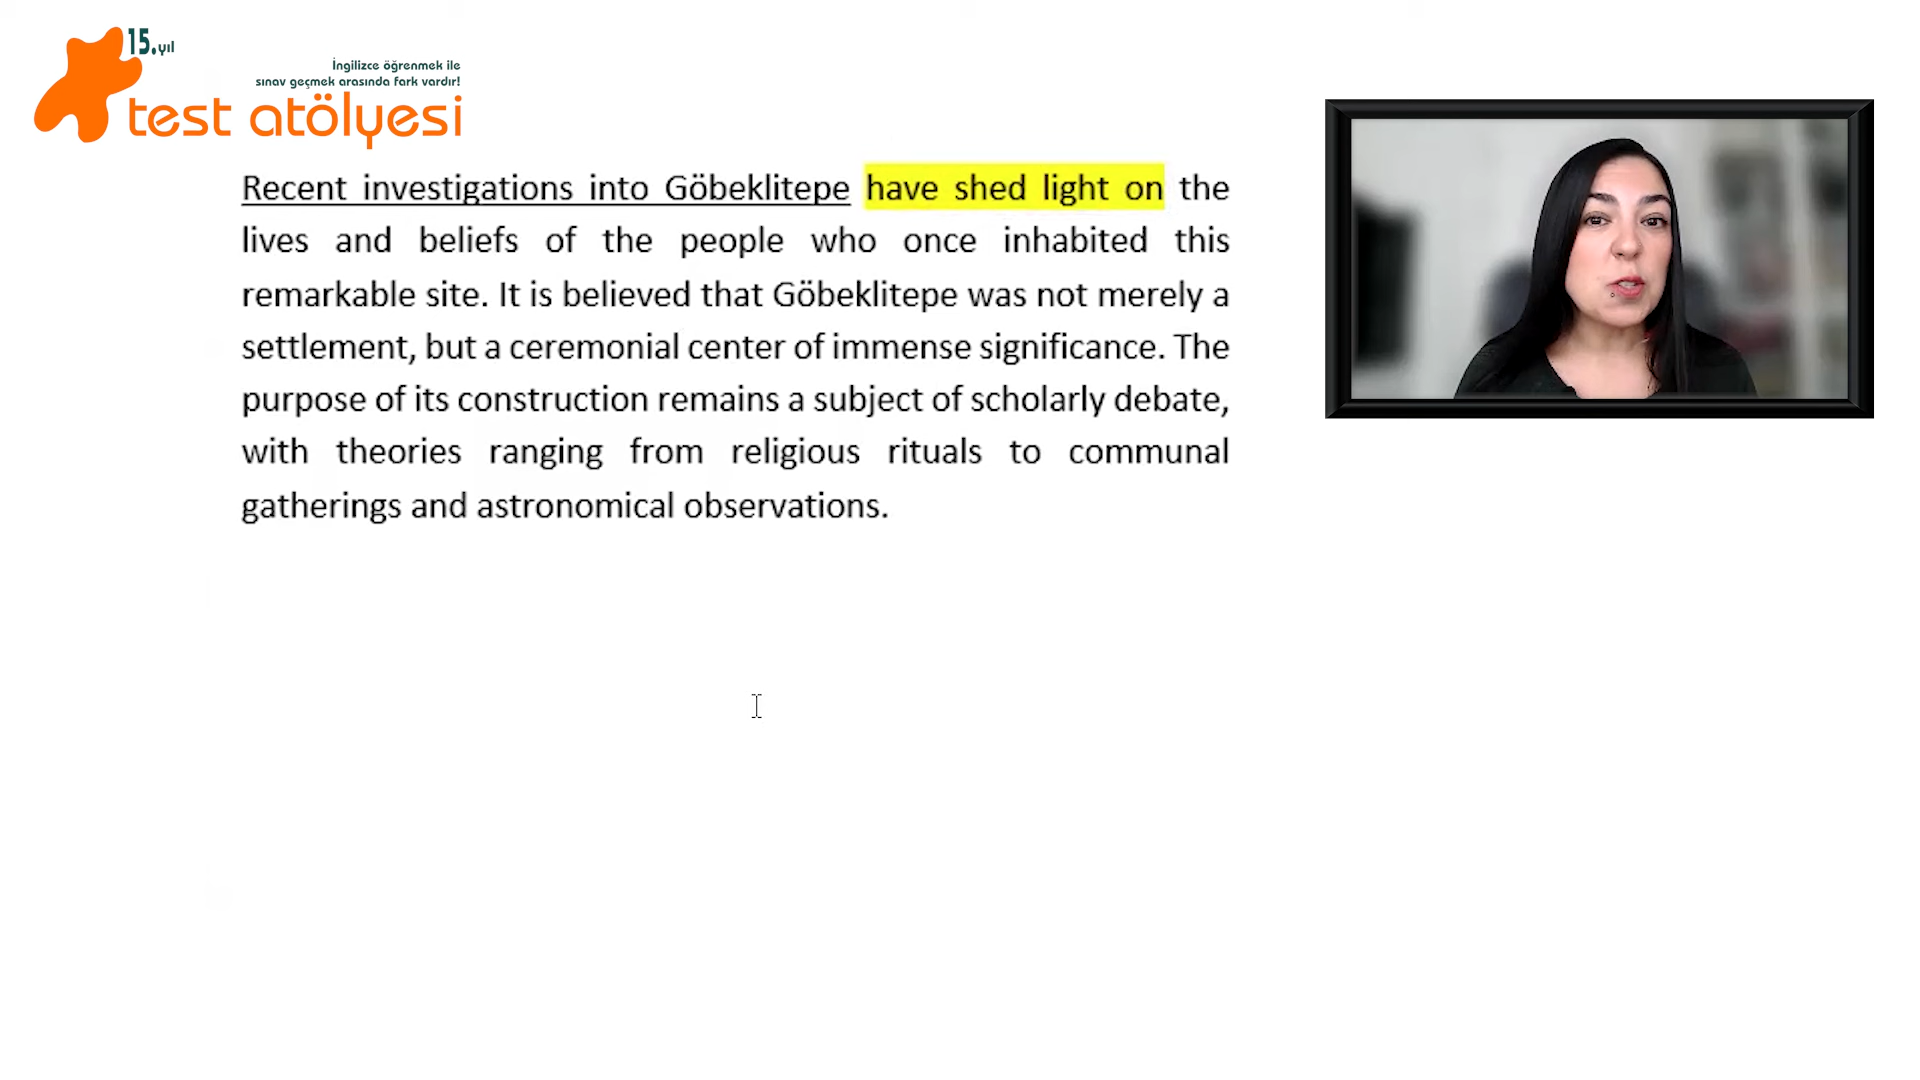 15.yıl
İngilizce öğrenmek ile
sınav geçmek arasında fark vardır!
test atölyesi
Recent investigations into Göbeklitepe have shed light on the
lives and beliefs of the people who once inhabited this
remarkable site. It is believed that Göbeklitepe was not merely a
settlement, but a ceremonial center of immense significance. The
purpose of its construction remains a subject of scholarly debate,
with theories ranging from religious rituals to communal
gatherings and astronomical observations.